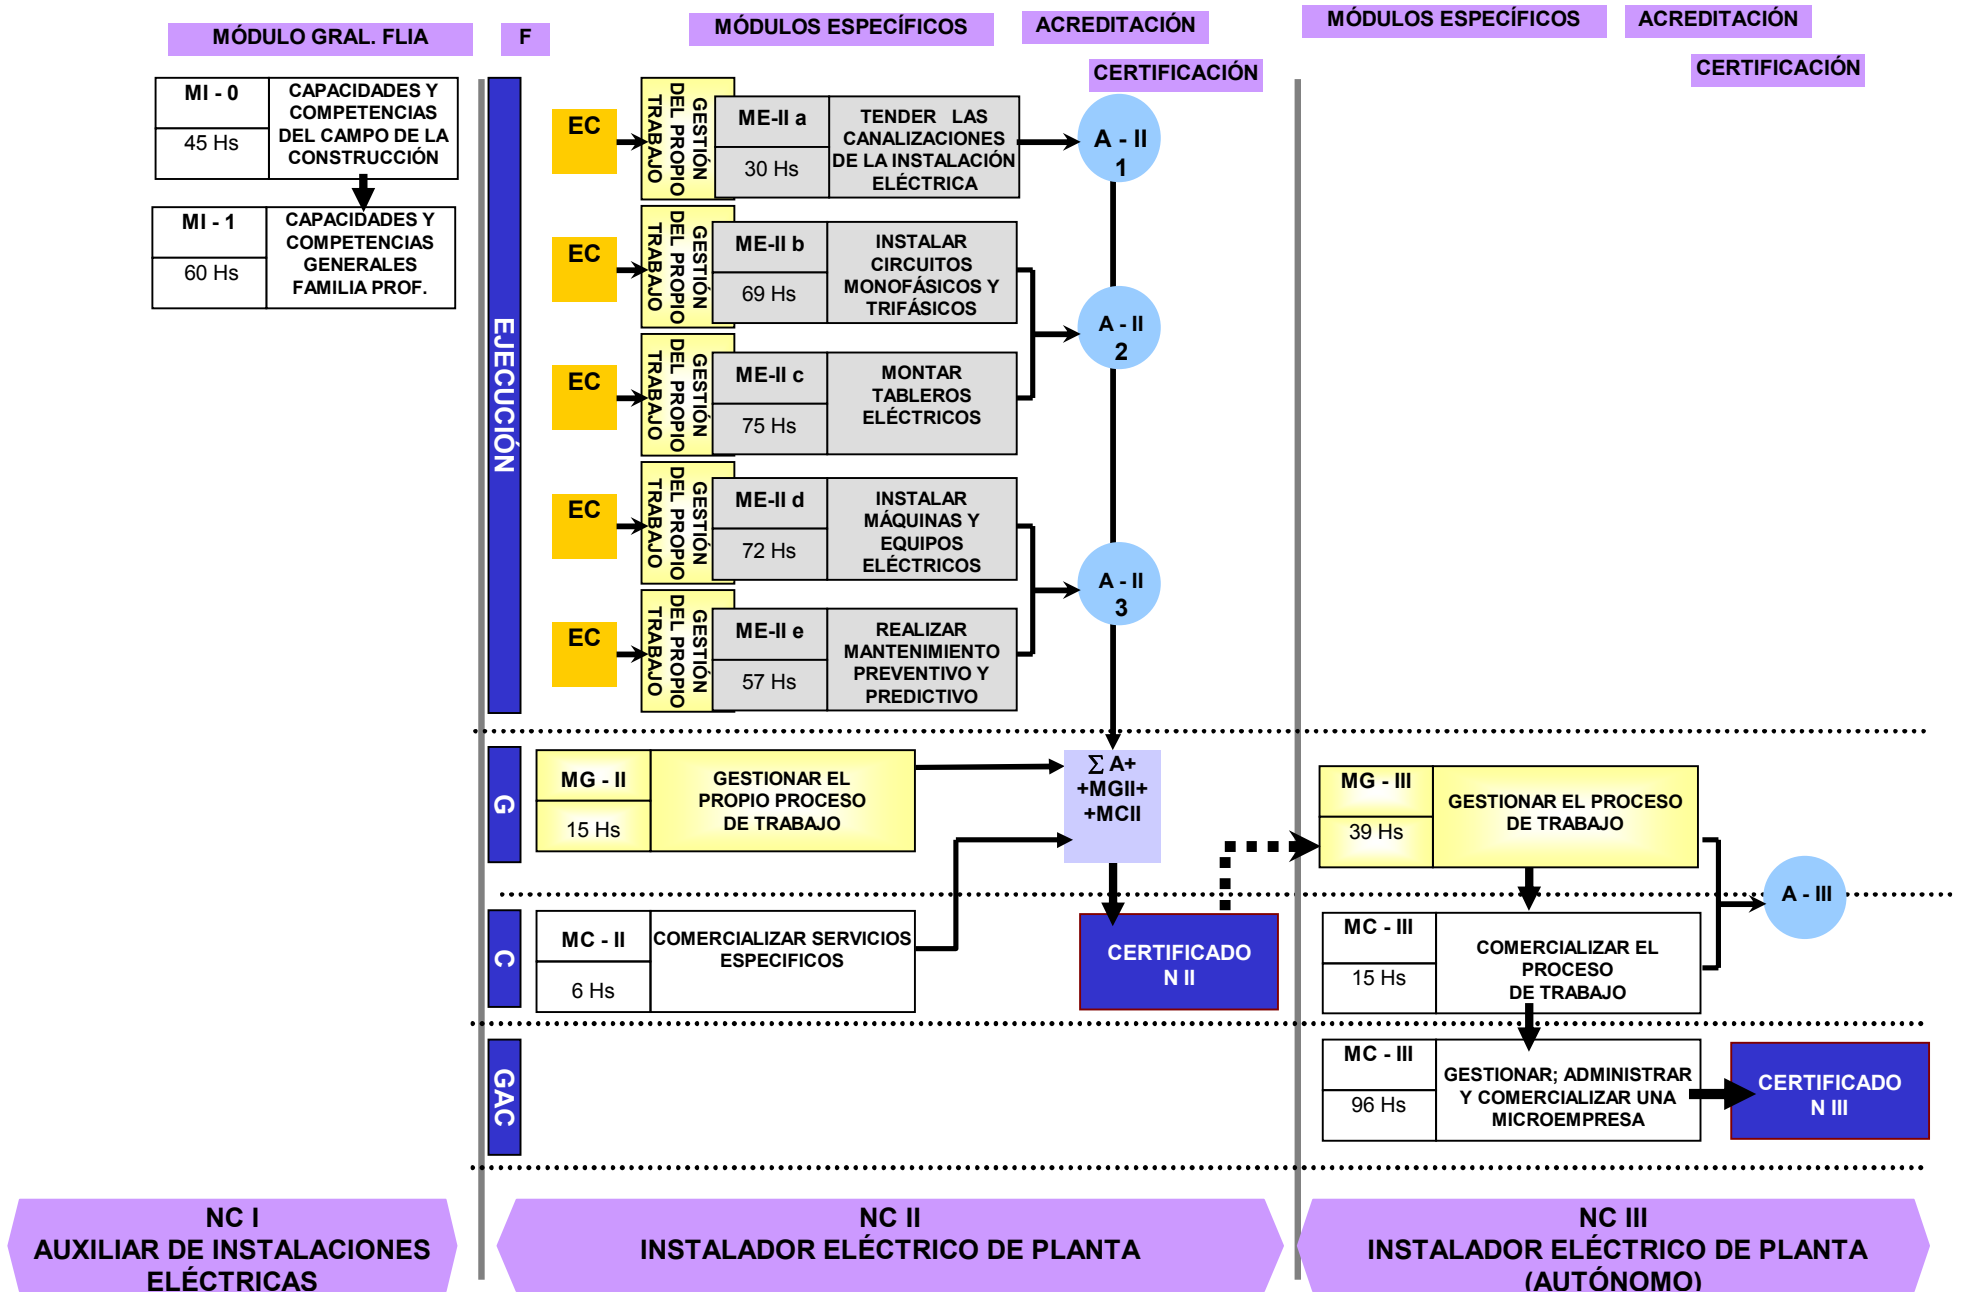 MÓDULO GRAL. FLIA
F
MÓDULOS ESPECÍFICOS
ACREDITACIÓN
CERTIFICACIÓN
MÓDULOS ESPECÍFICOS
ACREDITACIÓN
CERTIFICACIÓN
MI - 0
45 Hs
CAPACIDADES Y
COMPETENCIAS
DEL CAMPO DE LA
CONSTRUCCIÓN
MI - 1
60 Hs
CAPACIDADES Y
COMPETENCIAS
GENERALES
FAMILIA PROF.
EJECUCIÓN
EC
GESTIÓN
DEL PROPIO
TRABAJO
ME-II a
30 Hs
TENDER LAS
CANALIZACIONES
DE LA INSTALACIÓN
ELÉCTRICA
A - II
1
EC
GESTIÓN
DEL PROPIO
TRABAJO
ME-II b
69 Hs
INSTALAR
CIRCUITOS
MONOFÁSICOS Y
TRIFÁSICOS
A - II
2
EC
GESTIÓN
DEL PROPIO
TRABAJO
ME-II c
75 Hs
MONTAR
TABLEROS
ELÉCTRICOS
EC
GESTIÓN
DEL PROPIO
TRABAJO
ME-II d
72 Hs
INSTALAR
MÁQUINAS Y
EQUIPOS
ELÉCTRICOS
A - II
3
EC
GESTIÓN
DEL PROPIO
TRABAJO
ME-II e
57 Hs
REALIZAR
MANTENIMIENTO
PREVENTIVO Y
PREDICTIVO
G
MG - II
15 Hs
GESTIONAR EL
PROPIO PROCESO
DE TRABAJO
Σ A+
+MGII+
+MCII
MG - III
39 Hs
GESTIONAR EL PROCESO
DE TRABAJO
A - III
C
MC - II
6 Hs
COMERCIALIZAR SERVICIOS
ESPECIFICOS
CERTIFICADO
N II
MC - III
15 Hs
COMERCIALIZAR EL
PROCESO
DE TRABAJO
GAC
MC - III
96 Hs
GESTIONAR; ADMINISTRAR
Y COMERCIALIZAR UNA
MICROEMPRESA
CERTIFICADO
N III
NC I
AUXILIAR DE INSTALACIONES
ELÉCTRICAS
NC II
INSTALADOR ELÉCTRICO DE PLANTA
NC III
INSTALADOR ELÉCTRICO DE PLANTA
(AUTÓNOMO)